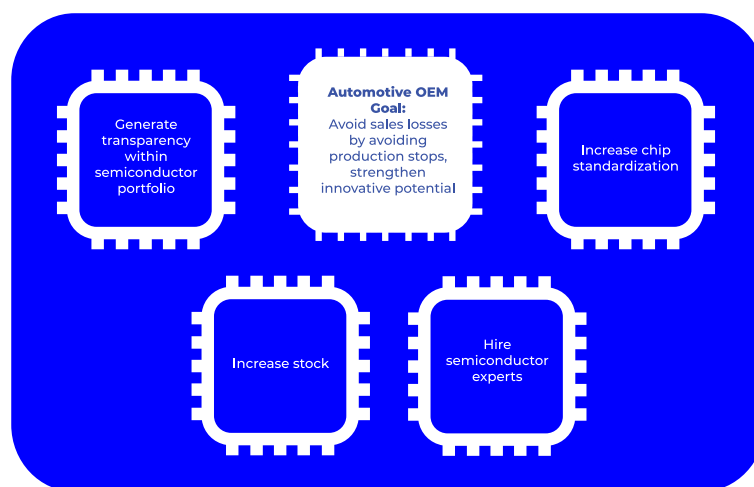 Generate
transparency
within
semiconductor
portfolio
Automotive OEM
Goal:
Avoid sales losses
by avoiding
production stops,
strengthen
innovative potential
Increase chip
standardization
Increase stock
Hire
semiconductor
experts